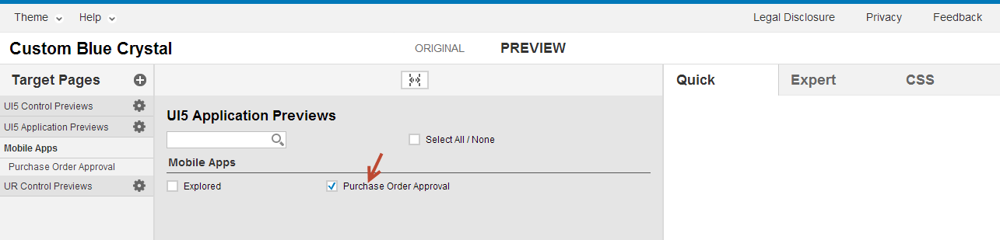 Theme Help Legal Disclosure Privacy Feedback
Custom Blue Crystal ORIGINAL PREVIEW
Target Pages Quick Expert CSS
UI5 Control Previews
UI5 Application Previews
Mobile Apps
Purchase Order Approval
UR Control Previews
UI5 Application Previews
Select All / None
Mobile Apps
Explored Purchase Order Approval